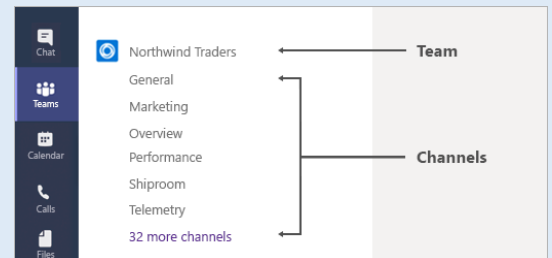 Chat
Teams
Calendar
Calls
Files
Northwind Traders
General
Marketing
Overview
Performance
Shiproom
Telemetry
32 more channels
Team
Channels